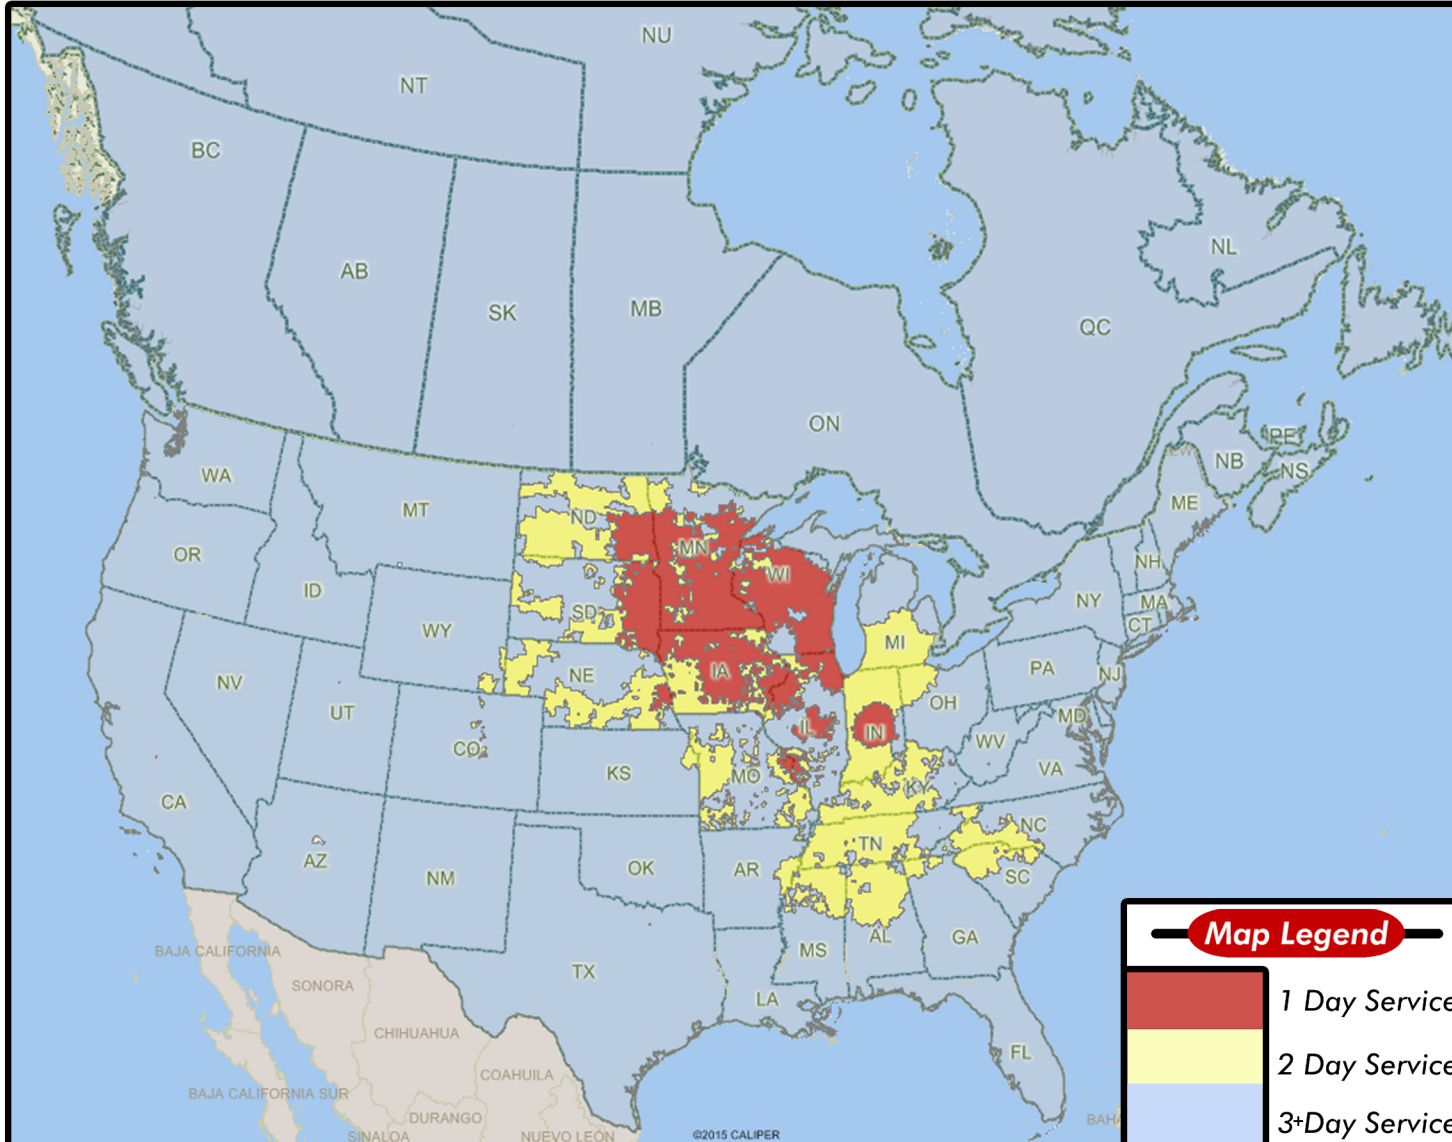 NU
NT
BC
NL
AB
SK
MB
QC
ON
PE
NB
NS
WA
MT
ND
MN
WI
ME
OR
ID
NH
WY
SD
NY
MA
CT
MI
NV
NE
IA
PA
NJ
UT
OH
MD
CO
IL
IN
WV
VA
CA
KS
MO
KY
NC
AZ
NM
OK
AR
TN
SC
BAJA CALIFORNIA
MS
AL
GA
Map Legend
SONORA
TX
LA
1 Day Service
CHIHUAHUA
FL
2 Day Service
COAHUILA
BAJA CALIFORNIA SUR
DURANGO
BAHA
3+Day Service
SINALOA
NUEVO LEÓN
©2015 CALIPER